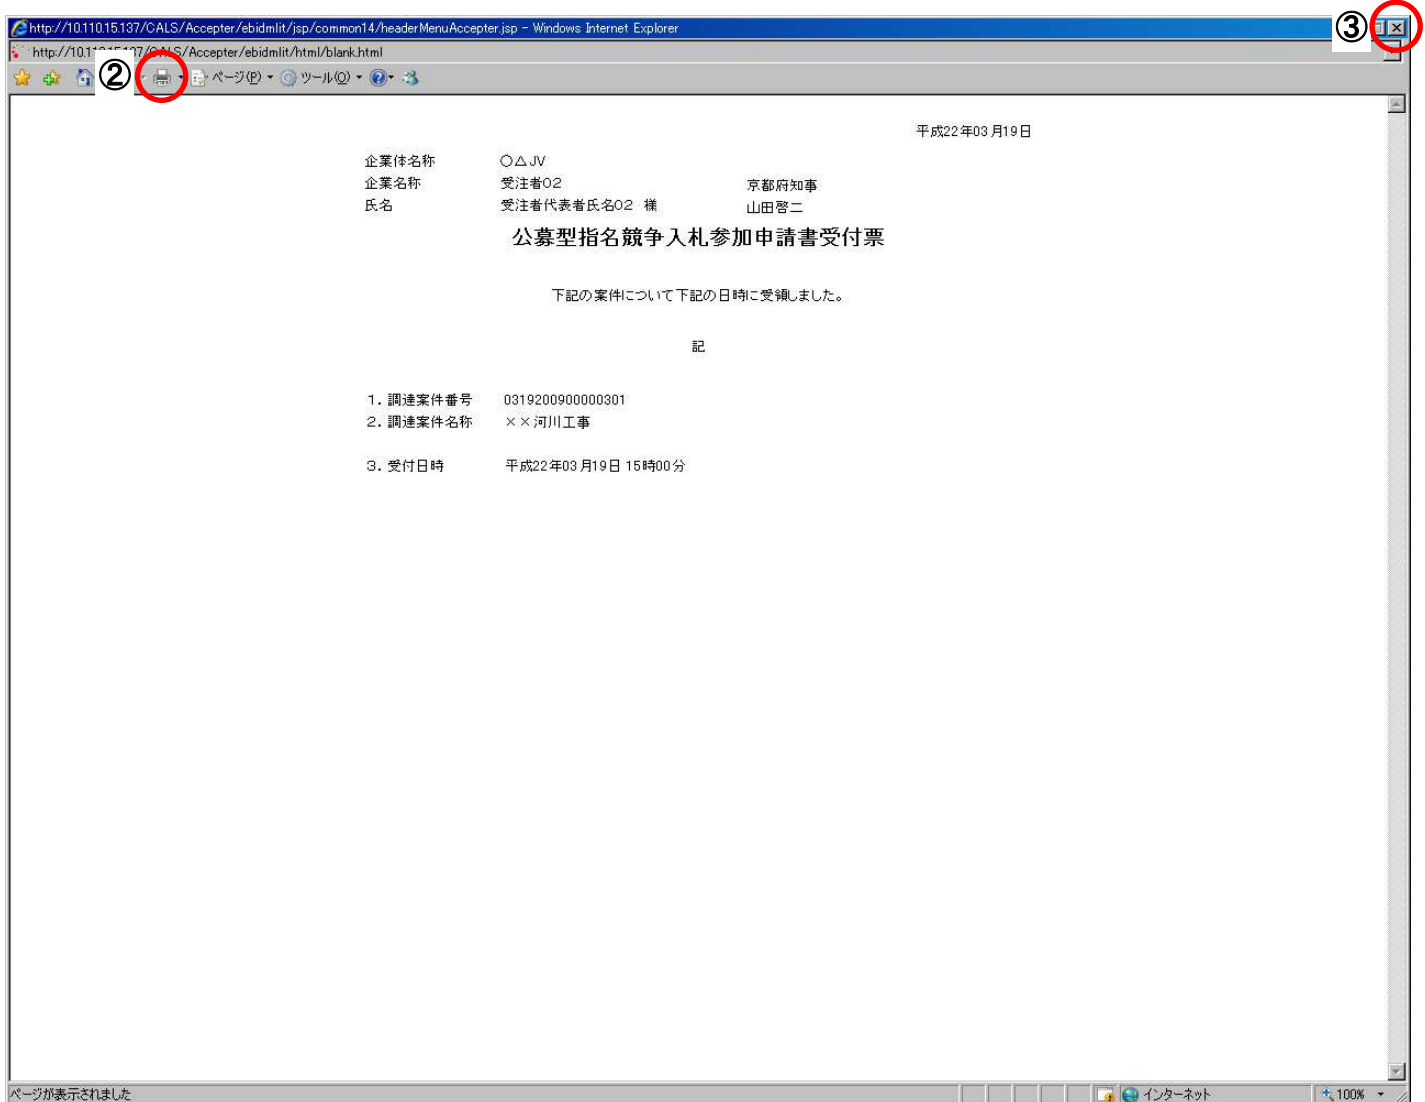 http://10.110.15.137/CALS/Accepter/ebidmlit/jsp/common14/headerMenuAccepter.jsp - Windows Internet Explorer
③
/CALS/Accepter/ebidmlit/html/blank.html
② ページ(P) ツール(O)
平成22年03月19日
企業体名称 ○△JV
企業名称 受注者02 京都府知事
氏名 受注者代表者氏名02 様 山田啓二
公募型指名競争入札参加申請書受付票
下記の案件について下記の日時に受領しました。
記
1.調達案件番号 0319200900000301
2.調達案件名称 ××河川工事
3.受付日時 平成22年03月19日 15時00分
ページが表示されました インターネット 100%